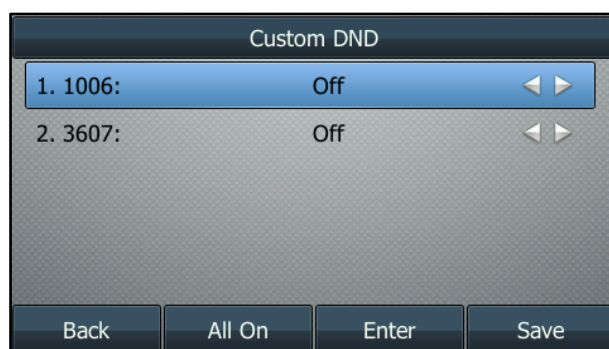 Custom DND
1. 1006: Off
2. 3607: Off
Back All On Enter Save